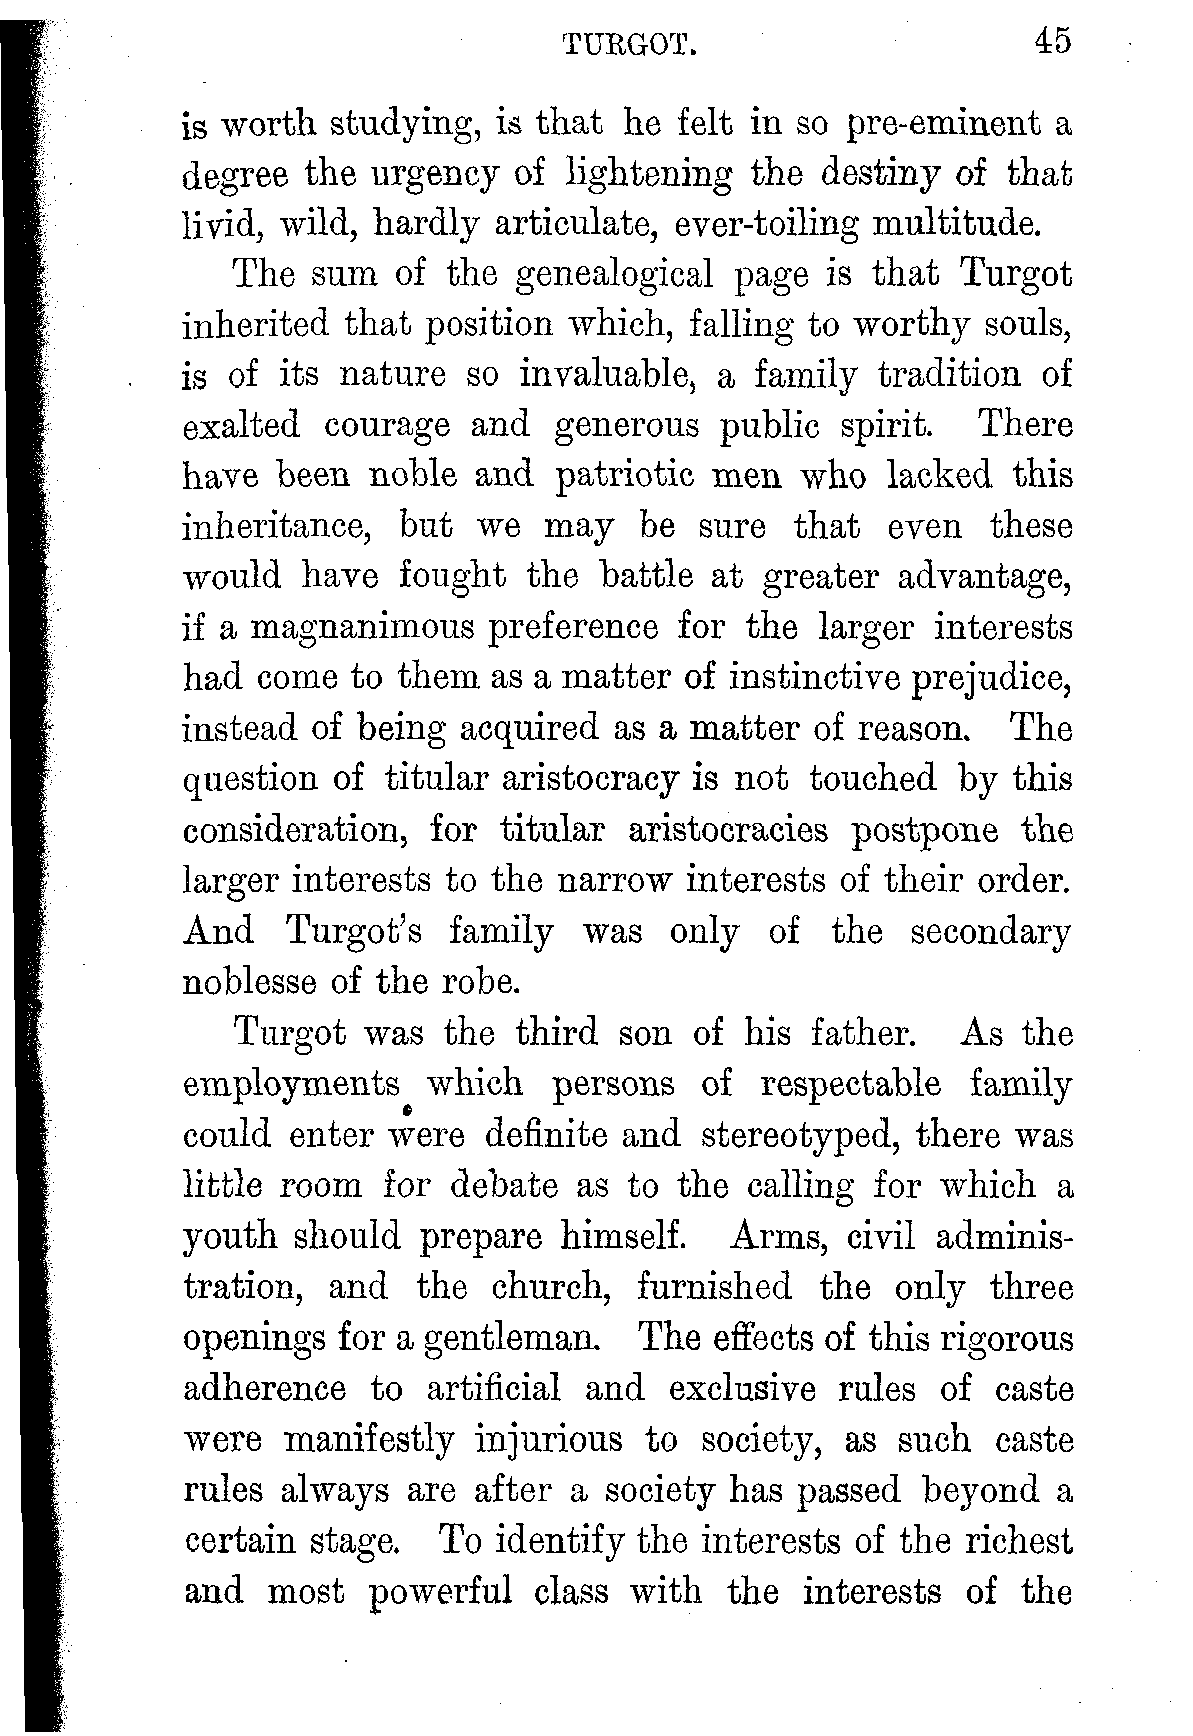 TURGOT. 45
is worth studying, is that he felt in so pre-eminent a
degree the urgency of lightening the destiny of that
livid, wild, hardly articulate, ever-toiling multitude.
The sum of the genealogical page is that Turgot
inherited that position which, falling to worthy souls,
is of its nature so invaluable, a family tradition of
exalted courage and generous public spirit. There
have been noble and patriotic men who lacked this
inheritance, but we may be sure that even these
would have fought the battle at greater advantage,
if a magnanimous preference for the larger interests
had come to them as a matter of instinctive prejudice,
instead of being acquired as a matter of reason. The
question of titular aristocracy is not touched by this
consideration, for titular aristocracies postpone the
larger interests to the narrow interests of their order.
And Turgot's family was only of the secondary
noblesse of the robe.
Turgot was the third son of his father. As the
employments which persons of respectable family
could enter were definite and stereotyped, there was
little room for debate as to the calling for which a
youth should prepare himself. Arms, civil adminis-
tration, and the church, furnished the only three
openings for a gentleman. The effects of this rigorous
adherence to artificial and exclusive rules of caste
were manifestly injurious to society, as such caste
rules always are after a society has passed beyond a
certain stage. To identify the interests of the richest
and most powerful class with the interests of the